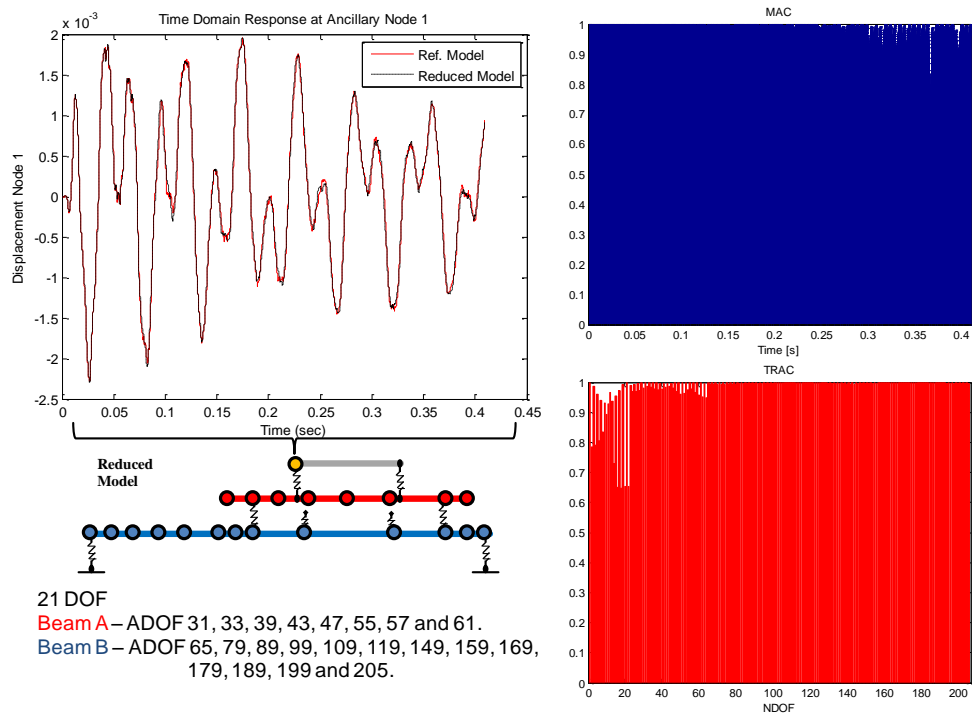 Time Domain Response at Ancillary Node 1
x 10⁻³
2
1.5
1
0.5
0
-0.5
-1
-1.5
-2
-2.5
Displacement Node 1
Ref. Model
Reduced Model
0 0.05 0.1 0.15 0.2 0.25 0.3 0.35 0.4 0.45
Time (sec)
MAC
1
0.9
0.8
0.7
0.6
0.5
0.4
0.3
0.2
0.1
0
0 0.05 0.1 0.15 0.2 0.25 0.3 0.35 0.4
Time [s]
TRAC
1
0.9
0.8
0.7
0.6
0.5
0.4
0.3
0.2
0.1
0
0 20 40 60 80 100 120 140 160 180 200
NDOF
Reduced
Model
21 DOF
Beam A – ADOF 31, 33, 39, 43, 47, 55, 57 and 61.
Beam B – ADOF 65, 79, 89, 99, 109, 119, 149, 159, 169,
179, 189, 199 and 205.